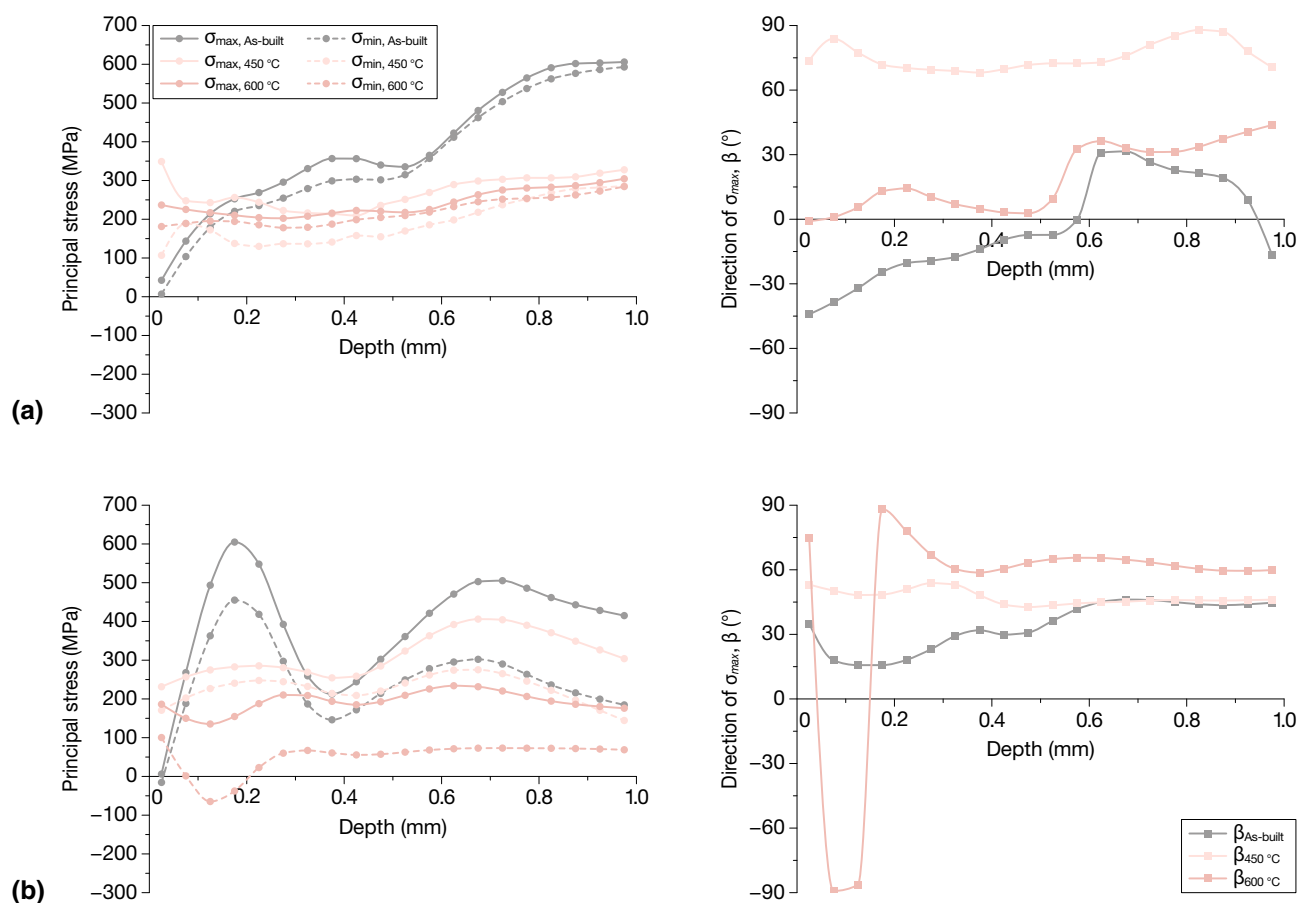 700
600
500
400
300
200
100
0
−100
−200
−300
Principal stress (MPa)
σmax, As-built
σmin, As-built
σmax, 450 °C
σmin, 450 °C
σmax, 600 °C
σmin, 600 °C
0 0.2 0.4 0.6 0.8 1.0
Depth (mm)
90
60
30
0
−30
−60
−90
Direction of σmax, β (°)
0 0.2 0.4 0.6 0.8 1.0
Depth (mm)
(a)
700
600
500
400
300
200
100
0
−100
−200
−300
Principal stress (MPa)
0 0.2 0.4 0.6 0.8 1.0
Depth (mm)
90
60
30
0
−30
−60
−90
Direction of σmax, β (°)
0 0.2 0.4 0.6 0.8 1.0
Depth (mm)
βAs-built
β450 °C
β600 °C
(b)